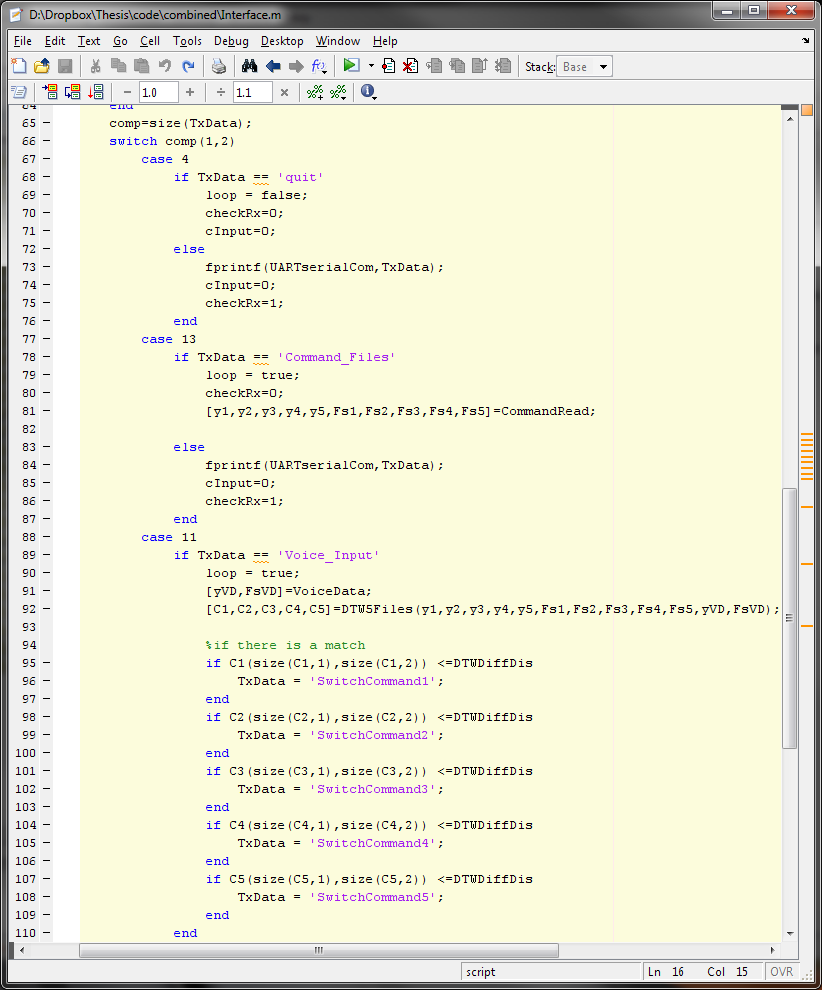 D:\Dropbox\Thesis\code\combined\Interface.m
File Edit Text Go Cell Tools Debug Desktop Window Help
Stack: Base
1.0 1.1
64 end
65 comp=size(TxData);
66 switch comp(1,2)
67 case 4
68 if TxData == 'quit'
69 loop = false;
70 checkRx=0;
71 cInput=0;
72 else
73 fprintf(UARTserialCom,TxData);
74 cInput=0;
75 checkRx=1;
76 end
77 case 13
78 if TxData == 'Command_Files'
79 loop = true;
80 checkRx=0;
81 [y1,y2,y3,y4,y5,Fs1,Fs2,Fs3,Fs4,Fs5]=CommandRead;
82
83 else
84 fprintf(UARTserialCom,TxData);
85 cInput=0;
86 checkRx=1;
87 end
88 case 11
89 if TxData == 'Voice_Input'
90 loop = true;
91 [yVD,FsVD]=VoiceData;
92 [C1,C2,C3,C4,C5]=DTW5Files(y1,y2,y3,y4,y5,Fs1,Fs2,Fs3,Fs4,Fs5,yVD,FsVD);
93
94 %if there is a match
95 if C1(size(C1,1),size(C1,2)) <=DTWDiffDis
96 TxData = 'SwitchCommand1';
97 end
98 if C2(size(C2,1),size(C2,2)) <=DTWDiffDis
99 TxData = 'SwitchCommand2';
100 end
101 if C3(size(C3,1),size(C3,2)) <=DTWDiffDis
102 TxData = 'SwitchCommand3';
103 end
104 if C4(size(C4,1),size(C4,2)) <=DTWDiffDis
105 TxData = 'SwitchCommand4';
106 end
107 if C5(size(C5,1),size(C5,2)) <=DTWDiffDis
108 TxData = 'SwitchCommand5';
109 end
110 end
script Ln 16 Col 15 OVR